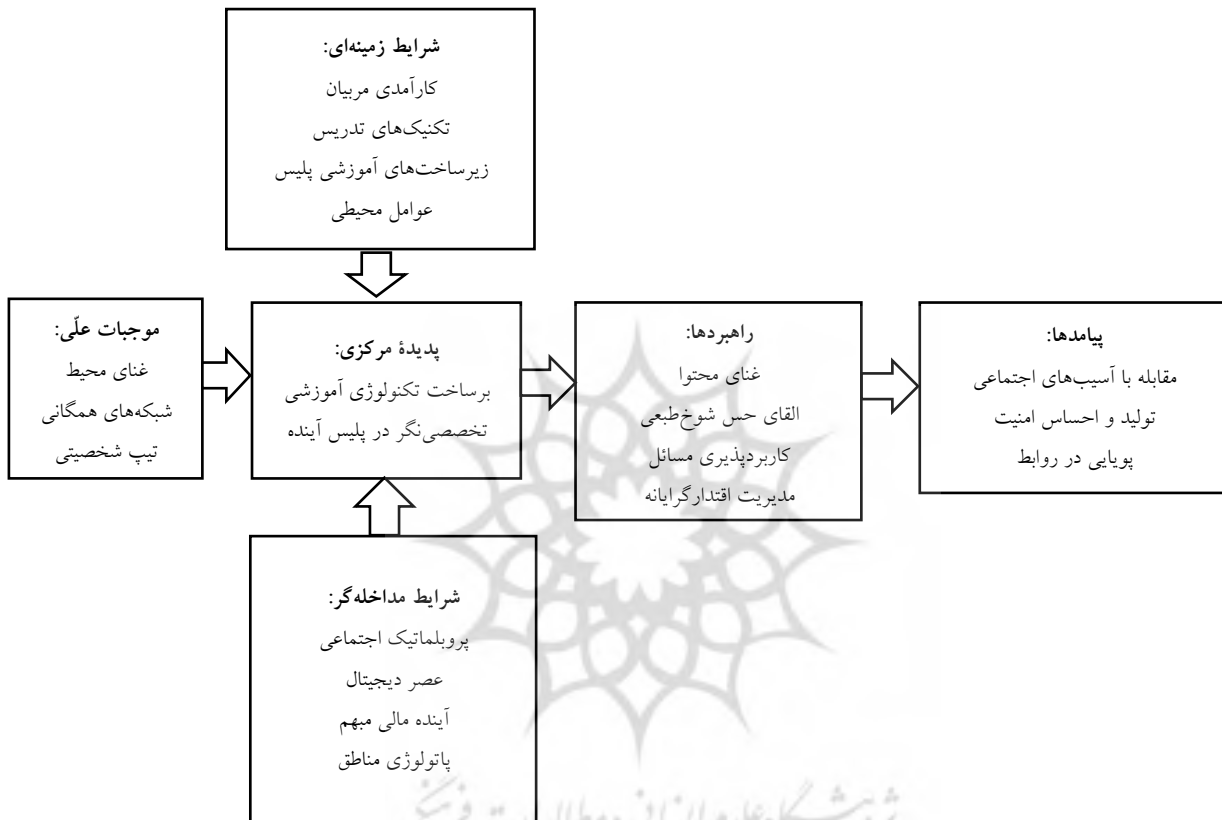 شرایط زمینه‌ای:
کارآمدی مربیان
تکنیک‌های تدریس
زیرساخت‌های آموزشی پلیس
عوامل محیطی
موجبات علّی:
غنای محیط
شبکه‌های همگانی
تیپ شخصیتی
پدیدۀ مرکزی:
برساخت تکنولوژی آموزشی
تخصصی‌نگر در پلیس آینده
راهبردها:
غنای محتوا
القای حس شوخ‌طبعی
کاربردپذیری مسائل
مدیریت اقتدارگرایانه
پیامدها:
مقابله با آسیب‌های اجتماعی
تولید و احساس امنیت
پویایی در روابط
شرایط مداخله‌گر:
پروبلماتیک اجتماعی
عصر دیجیتال
آینده مالی مبهم
پاتولوژی مناطق